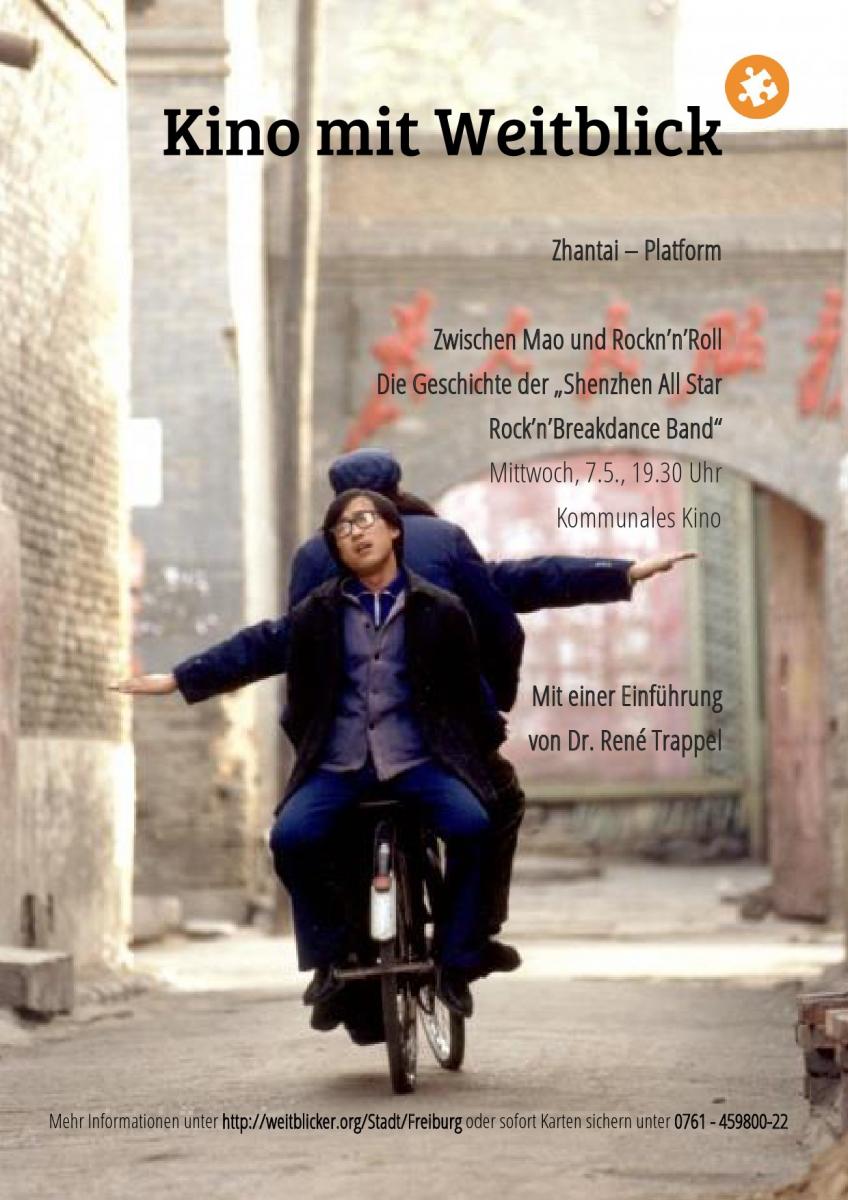 Kino mit Weitblick
Zhantai – Platform
Zwischen Mao und Rockn’n’Roll
Die Geschichte der „Shenzhen All Star
Rock’n’Breakdance Band“
Mittwoch, 7.5., 19.30 Uhr
Kommunales Kino
Mit einer Einführung
von Dr. René Trappel
Mehr Informationen unter http://weitblicker.org/Stadt/Freiburg oder sofort Karten sichern unter 0761 - 459800-22